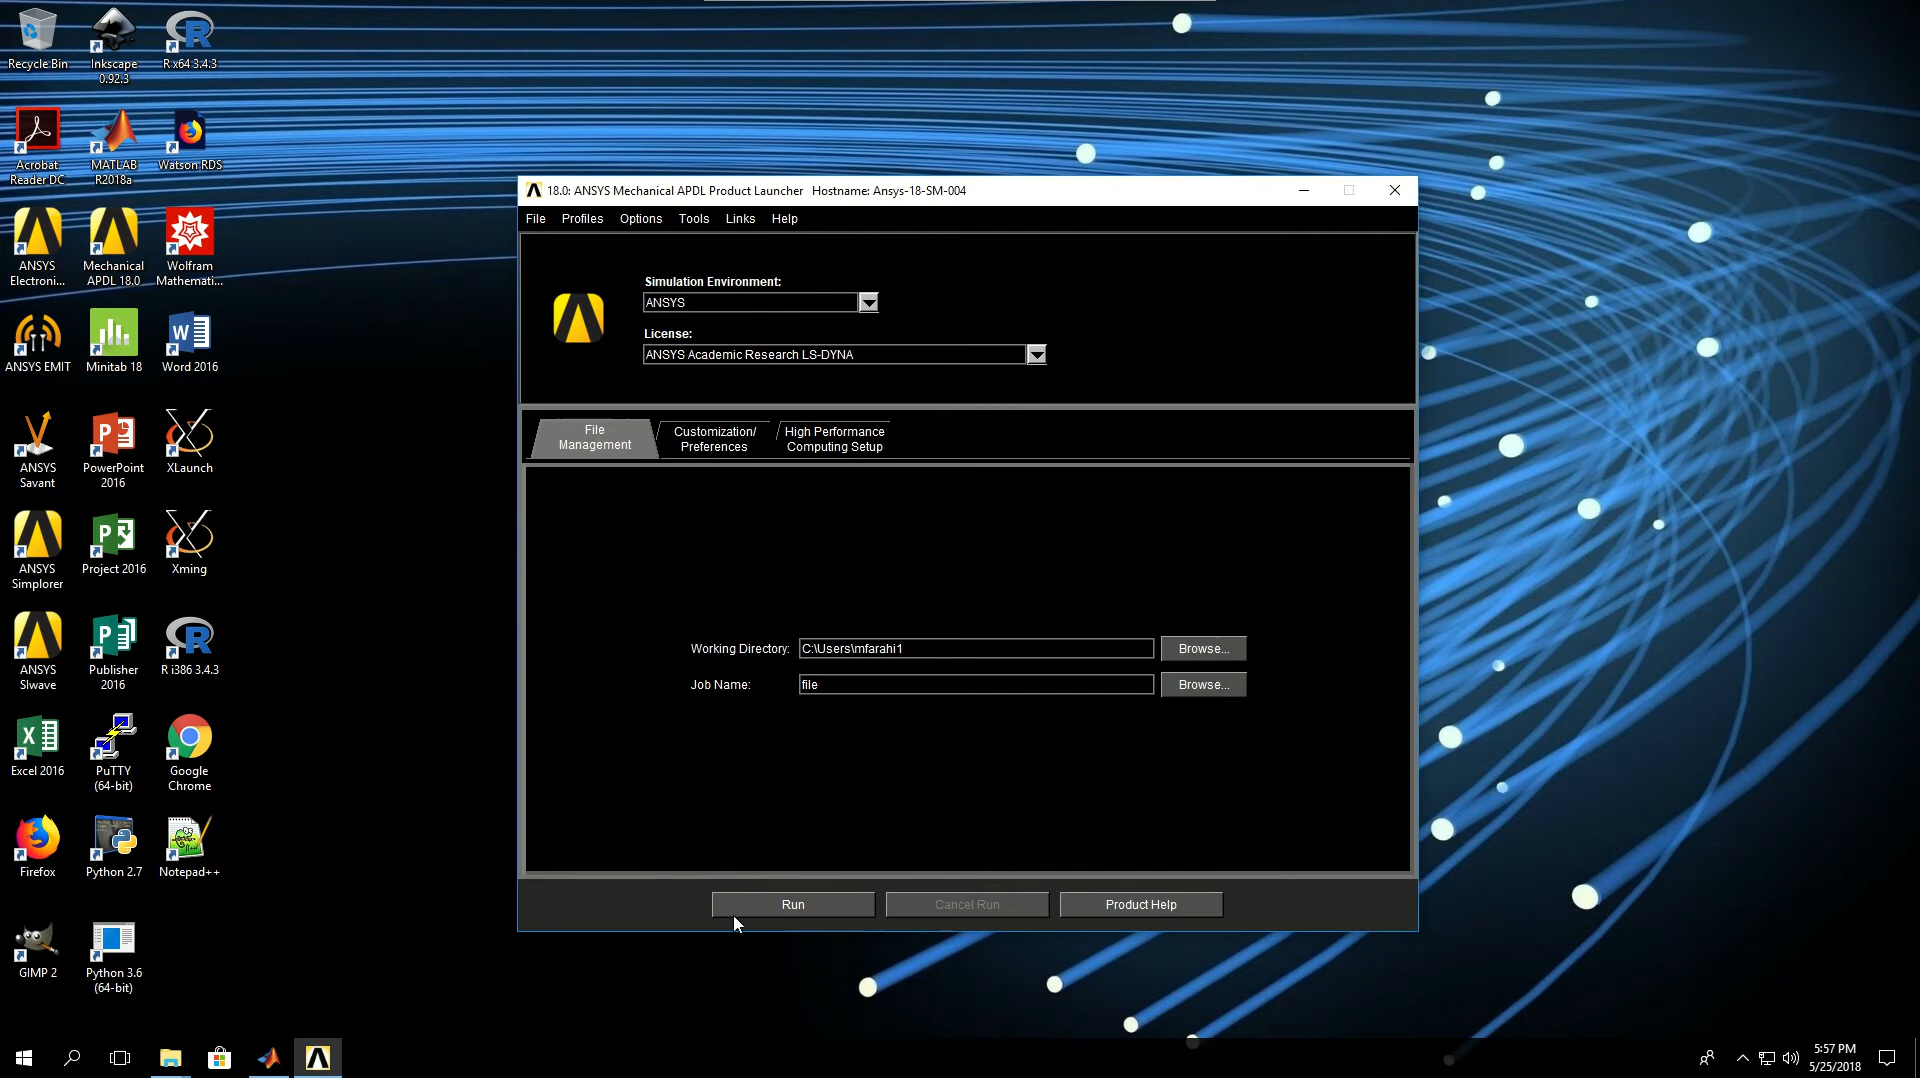 Recycle Bin
Inkscape
0.92.3
R x64 3.4.3
Acrobat
Reader DC
MATLAB
R2018a
Watson RDS
ANSYS
Electroni...
Mechanical
APDL 18.0
Wolfram
Mathemati...
ANSYS EMIT
Minitab 18
Word 2016
ANSYS
Savant
PowerPoint
2016
XLaunch
ANSYS
Simplorer
Project 2016
Xming
ANSYS
SIwave
Publisher
2016
R i386 3.4.3
Excel 2016
PuTTY
(64-bit)
Google
Chrome
Firefox
Python 2.7
Notepad++
GIMP 2
Python 3.6
(64-bit)
18.0: ANSYS Mechanical APDL Product Launcher Hostname: Ansys-18-SM-004
File Profiles Options Tools Links Help
Simulation Environment:
ANSYS
License:
ANSYS Academic Research LS-DYNA
File
Management
Customization/
Preferences
High Performance
Computing Setup
Working Directory: C:\Users\mfarahi1 Browse...
Job Name: file Browse...
Run Cancel Run Product Help
5:57 PM
5/25/2018